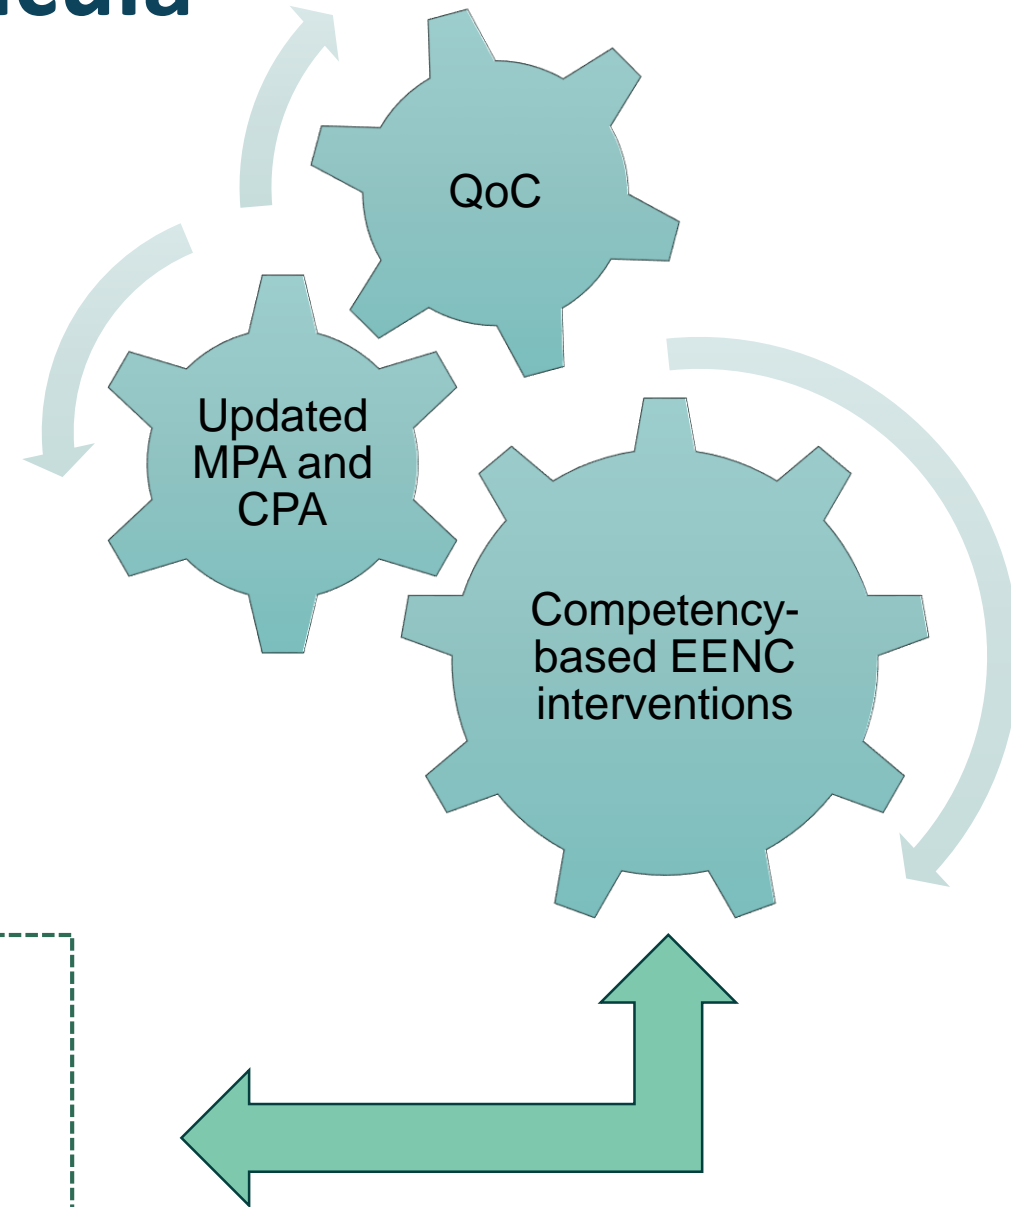 QoC
Updated
MPA and
CPA
Competency-
based EENC
interventions